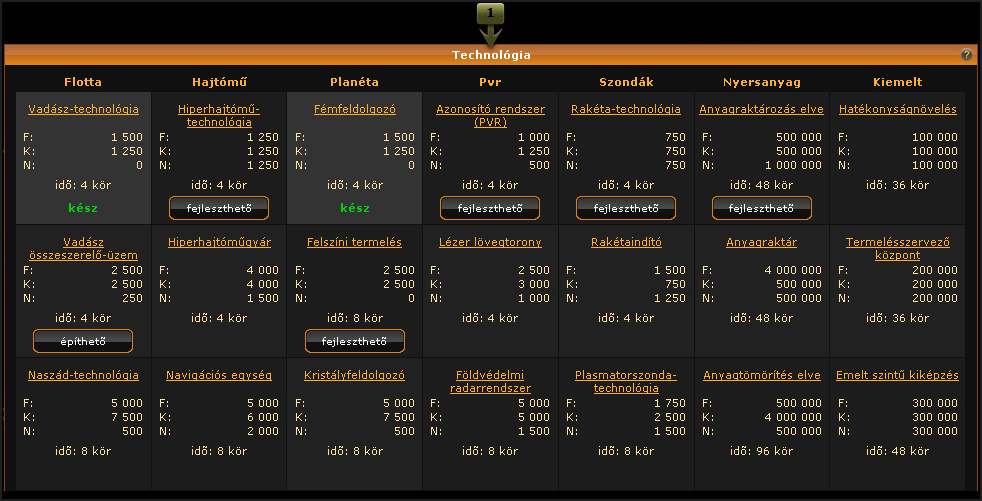 1
Technológia
?
Flotta
Hajtómű
Planéta
Pvr
Szondák
Nyersanyag
Kiemelt
Vadász-technológia
F: 1 500
K: 1 250
N: 0
idő: 4 kör
kész
Hiperhajtómű-
technológia
F: 1 250
K: 1 250
N: 1 250
idő: 4 kör
fejleszthető
Fémfeldolgozó
F: 1 500
K: 1 250
N: 0
idő: 4 kör
kész
Azonosító rendszer
(PVR)
F: 1 000
K: 1 250
N: 500
idő: 4 kör
fejleszthető
Rakéta-technológia
F: 750
K: 750
N: 750
idő: 4 kör
fejleszthető
Anyagraktározás elve
F: 500 000
K: 500 000
N: 1 000 000
idő: 48 kör
fejleszthető
Hatékonyságnövelés
F: 100 000
K: 100 000
N: 100 000
idő: 36 kör
Vadász
összeszerelő-üzem
F: 2 500
K: 2 500
N: 250
idő: 4 kör
építhető
Hiperhajtóműgyár
F: 4 000
K: 4 000
N: 1 500
idő: 4 kör
Felszíni termelés
F: 2 500
K: 2 500
N: 0
idő: 8 kör
fejleszthető
Lézer lövegtorony
F: 2 500
K: 3 000
N: 1 000
idő: 4 kör
Rakétaindító
F: 1 500
K: 750
N: 1 250
idő: 4 kör
Anyagraktár
F: 4 000 000
K: 500 000
N: 500 000
idő: 48 kör
Termelésszervező
központ
F: 200 000
K: 200 000
N: 200 000
idő: 36 kör
Naszád-technológia
F: 5 000
K: 7 500
N: 500
idő: 8 kör
Navigációs egység
F: 5 000
K: 6 000
N: 2 000
idő: 8 kör
Kristályfeldolgozó
F: 5 000
K: 7 500
N: 500
idő: 8 kör
Földvédelmi
radarrendszer
F: 5 000
K: 5 000
N: 1 500
idő: 8 kör
Plasmatorszonda-
technológia
F: 1 750
K: 2 500
N: 1 500
idő: 8 kör
Anyagtömörítés elve
F: 500 000
K: 4 000 000
N: 500 000
idő: 96 kör
Emelt szintű kiképzés
F: 300 000
K: 300 000
N: 300 000
idő: 48 kör